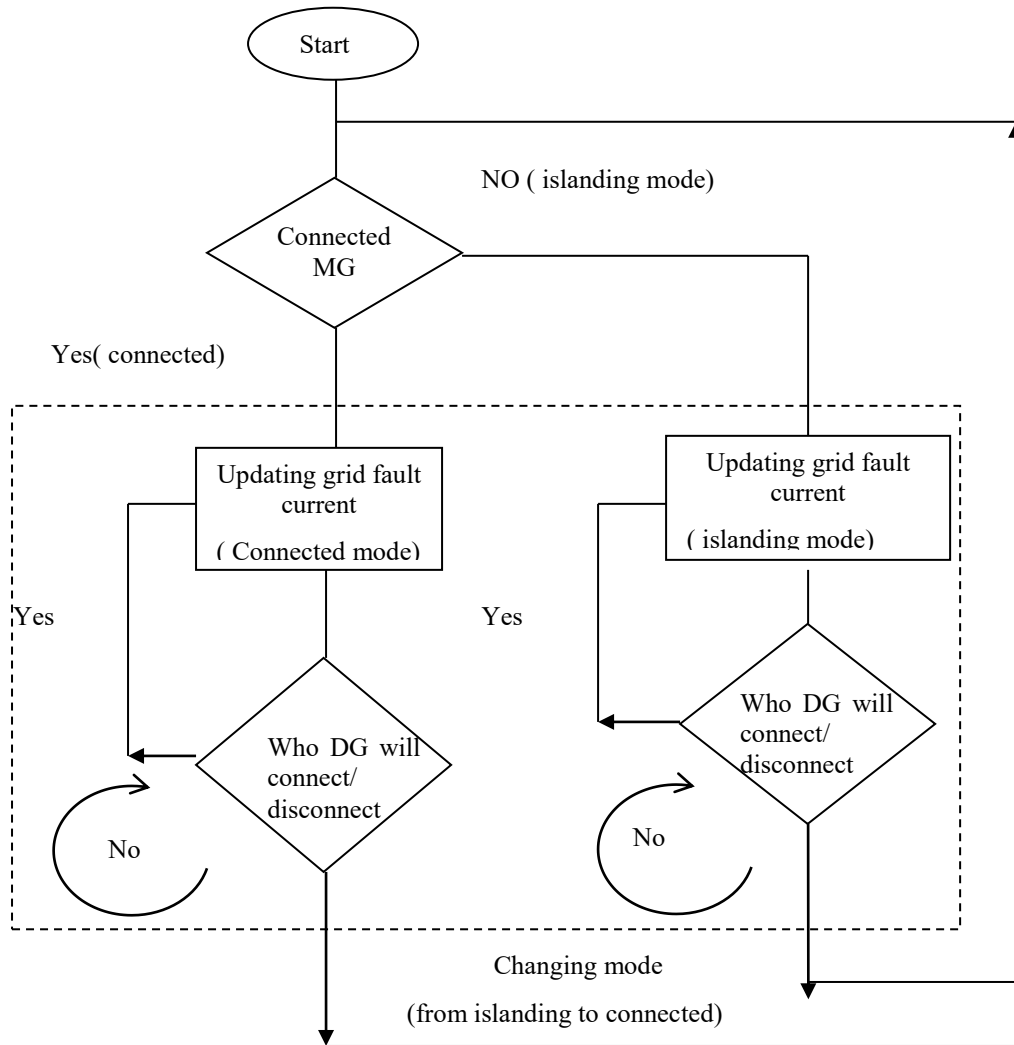 Start
NO ( islanding mode)
Connected
MG
Yes( connected)
Updating grid fault
current
( Connected mode)
Updating grid fault
current
( islanding mode)
Yes
Yes
Who DG will
connect/
disconnect
Who DG will
connect/
disconnect
No
No
Changing mode
(from islanding to connected)